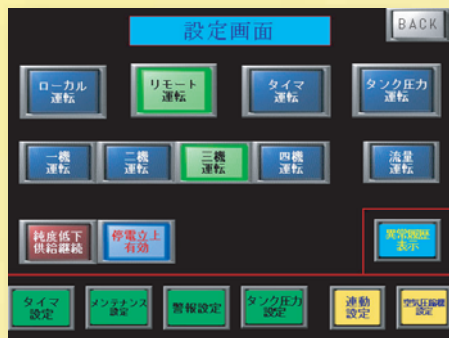 設定画面
BACK
ローカル
運転
リモート
運転
タイマ
運転
タンク圧力
運転
一機
運転
二機
運転
三機
運転
四機
運転
流量
運転
純度低下
供給継続
停電立上
有効
異常履歴
表示
タイマ
設定
メンテナンス
設定
警報設定
タンク圧力
設定
連動
設定
空気圧縮機
設定